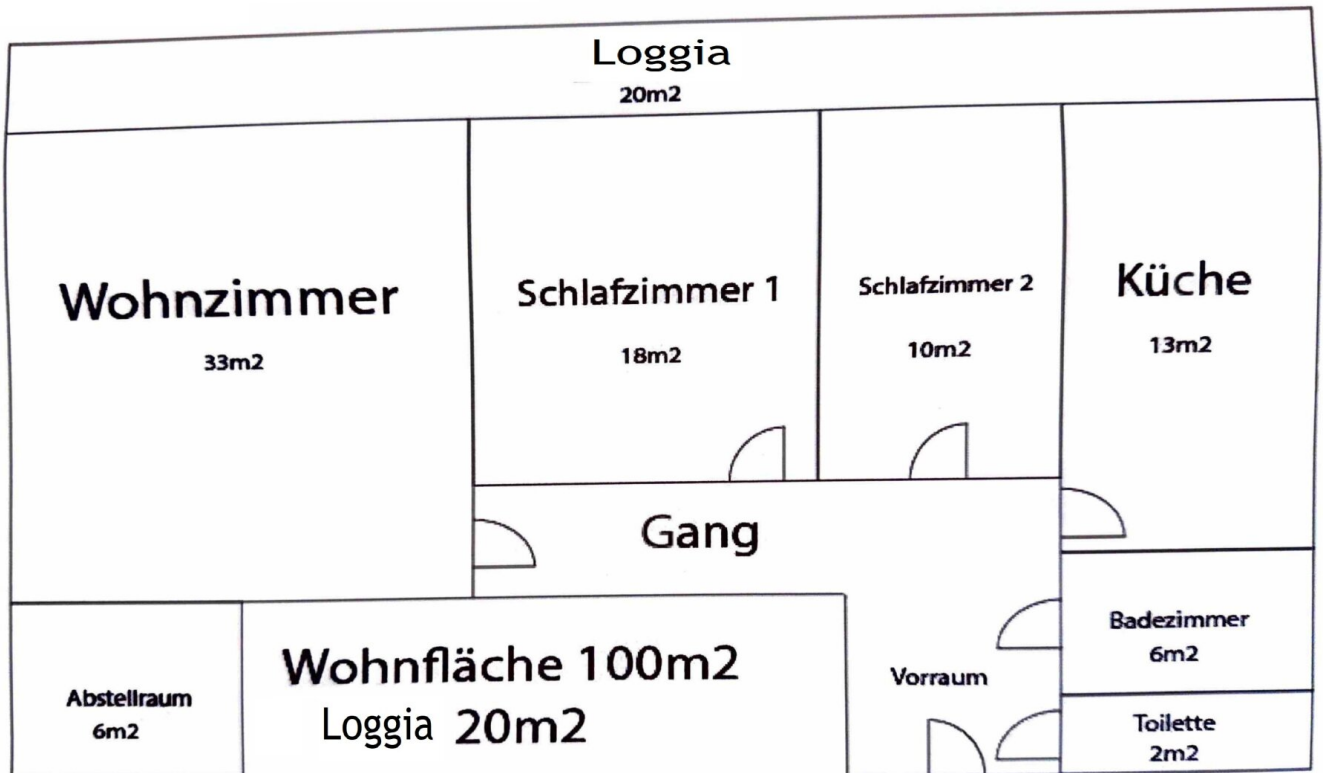 Loggia
20m2
Wohnzimmer
33m2
Schlafzimmer 1
18m2
Schlafzimmer 2
10m2
Küche
13m2
Gang
Wohnfläche 100m2
Loggia 20m2
Abstellraum
6m2
Vorraum
Badezimmer
6m2
Toilette
2m2